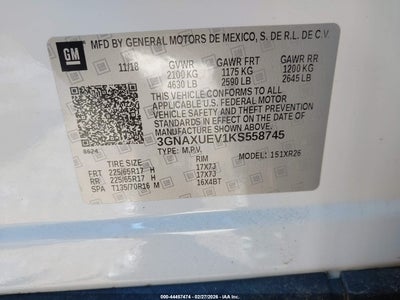 GM
MFD BY GENERAL MOTORS DE MEXICO, S. DE R.L. DE C.V.
11/18 GVWR GAWR FRT GAWR RR
2100 KG 1175 KG 1200 KG
4630 LB 2590 LB 2645 LB
THIS VEHICLE CONFORMS TO ALL
APPLICABLE U.S. FEDERAL MOTOR
VEHICLE SAFETY AND THEFT PREVENTION
STANDARDS IN EFFECT ON THE DATE OF
MANUFACTURE SHOWN ABOVE.
3GNAXUEV1KS558745
TYPE: M.P.V. MODEL: 1S1XR26
8624
TIRE SIZE RIM
FRT 225/65R17 H 17X7J
RR 225/65R17 H 17X7J
SPA T135/70R16 M 16X4BT
000-44457474 02/27/2026 IAA, Inc.